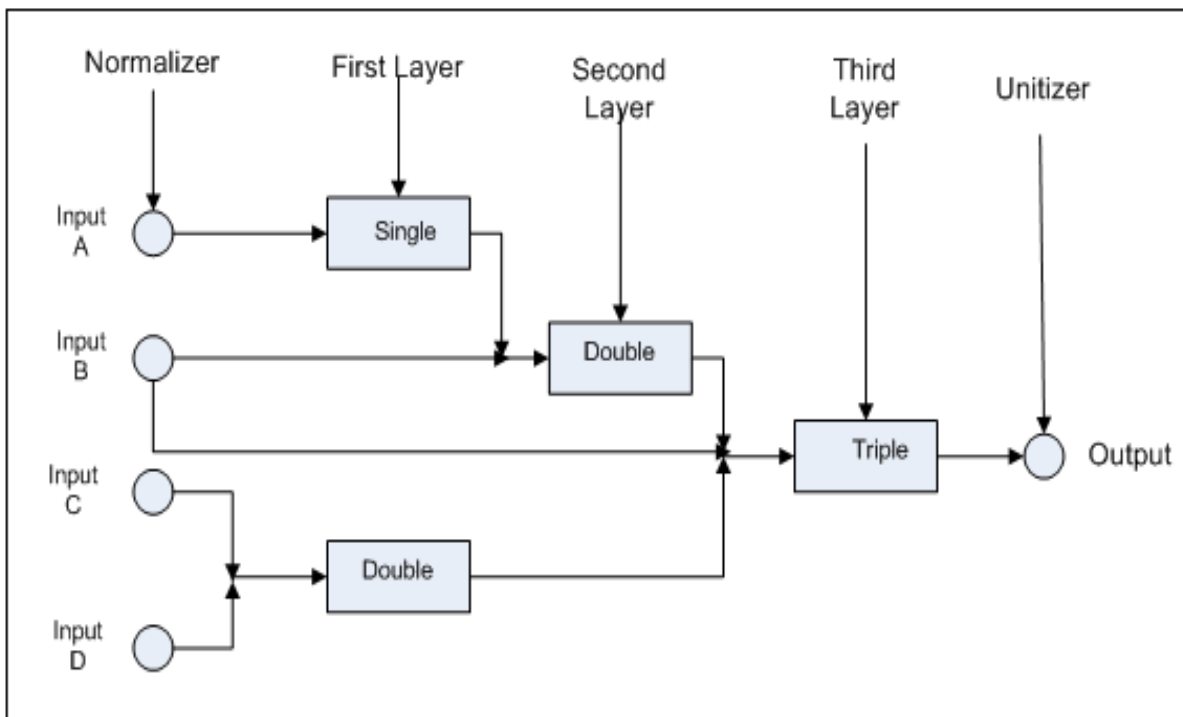 Normalizer
First Layer
Second
Layer
Third
Layer
Unitizer
Input
A
Single
Input
B
Double
Input
C
Triple
Output
Double
Input
D